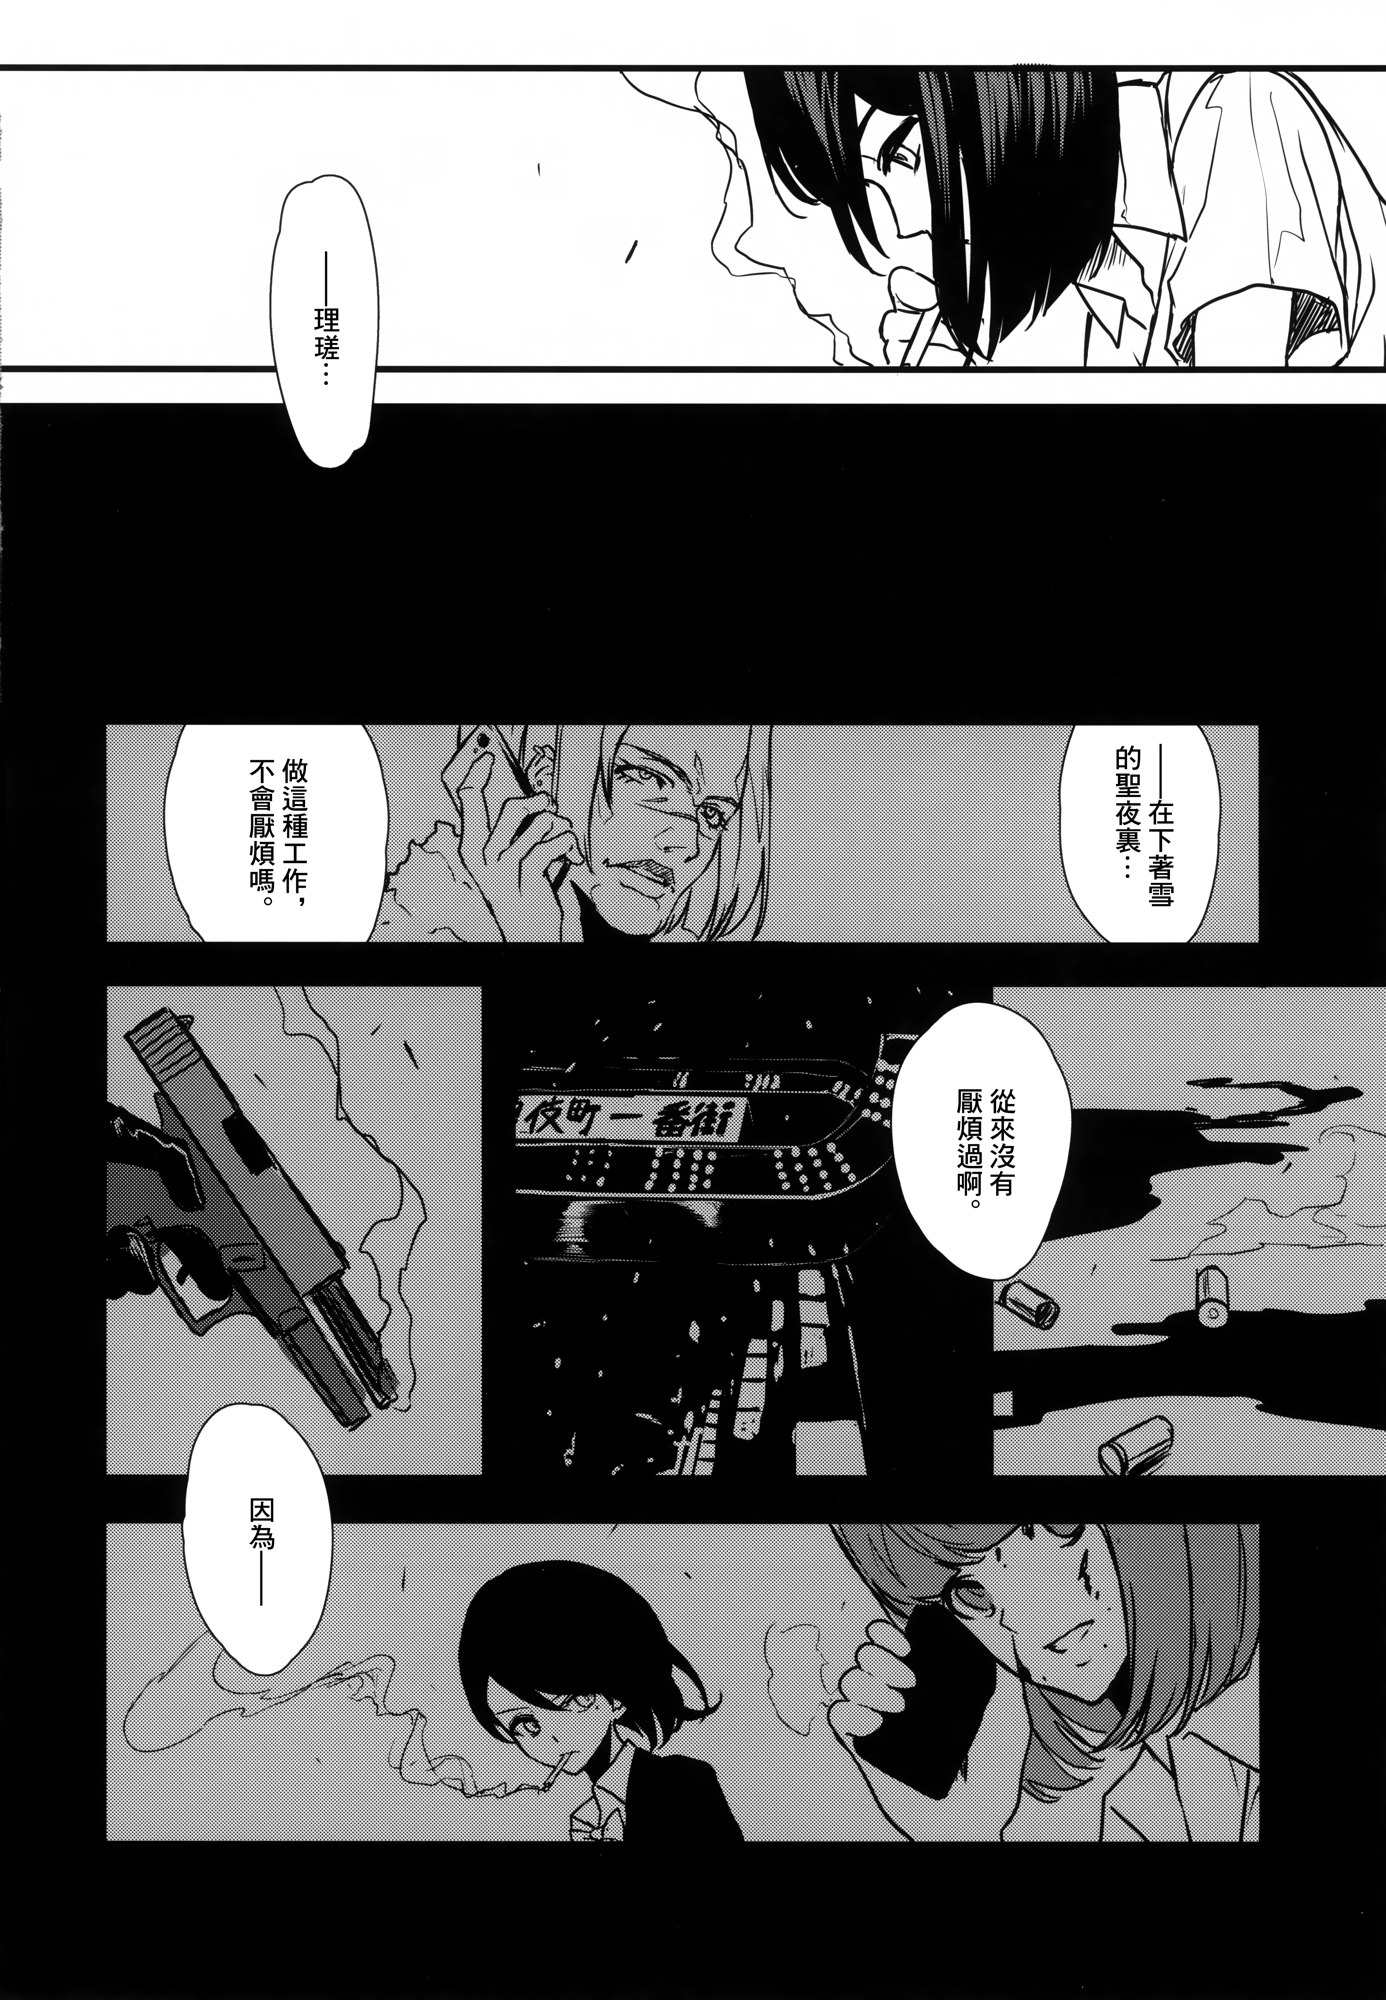 ──理瑳…
──在下著雪
的聖夜裏…
做這種工作，
不會厭煩嗎。
從來沒有
厭煩過啊。
伎町一番街
因為──